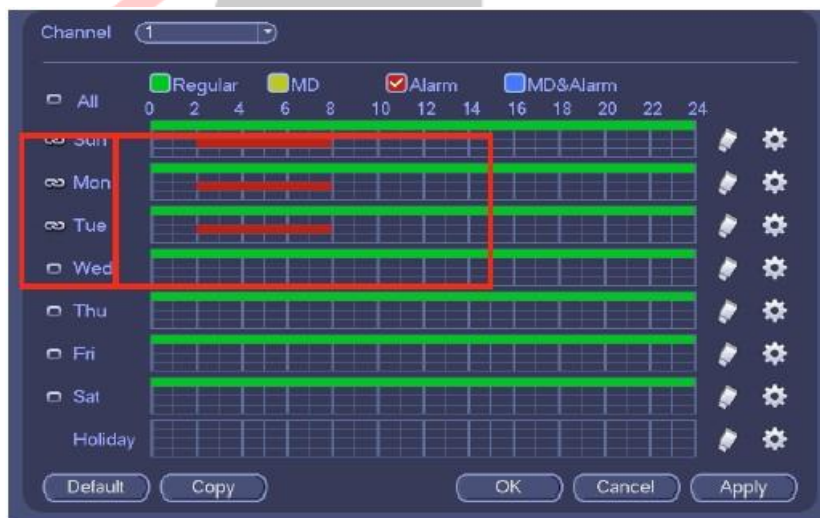 Channel 1
Regular MD Alarm MD&Alarm
All 0 2 4 6 8 10 12 14 16 18 20 22 24
Sun
Mon
Tue
Wed
Thu
Fri
Sat
Holiday
Default Copy OK Cancel Apply